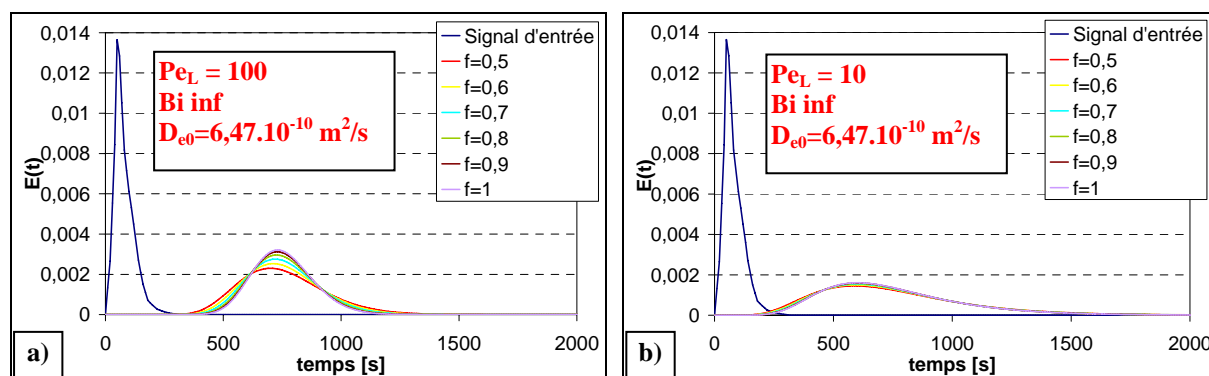 0,014
0,012
0,01
0,008
0,006
0,004
0,002
0
E(t)
0
500
1000
1500
2000
temps [s]
Pe_L = 100
Bi inf
D_e0=6,47.10^-10 m^2/s
Signal d'entrée
f=0,5
f=0,6
f=0,7
f=0,8
f=0,9
f=1
a)
0,014
0,012
0,01
0,008
0,006
0,004
0,002
0
E(t)
0
500
1000
1500
2000
temps [s]
Pe_L = 10
Bi inf
D_e0=6,47.10^-10 m^2/s
Signal d'entrée
f=0,5
f=0,6
f=0,7
f=0,8
f=0,9
f=1
b)